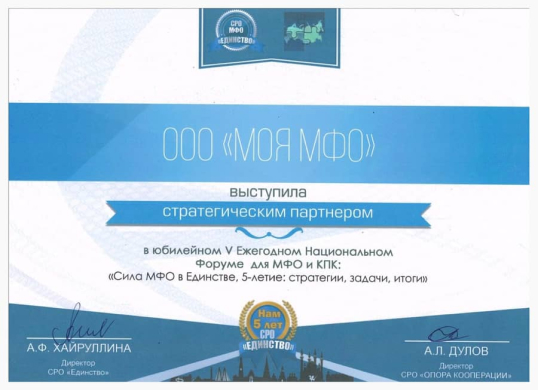 СРО
МФО
«ЕДИНСТВО»
ООО «МОЯ МФО»
выступила
стратегическим партнером
в юбилейном V Ежегодном Национальном
Форуме для МФО и КПК:
«Сила МФО в Единстве, 5-летие: стратегии, задачи, итоги»
Нам
5 лет
СРО
«ЕДИНСТВО»
А.Ф. ХАЙРУЛЛИНА
Директор
СРО «Единство»
А.Л. ДУЛОВ
Директор
СРО «ОПОРА КООПЕРАЦИИ»